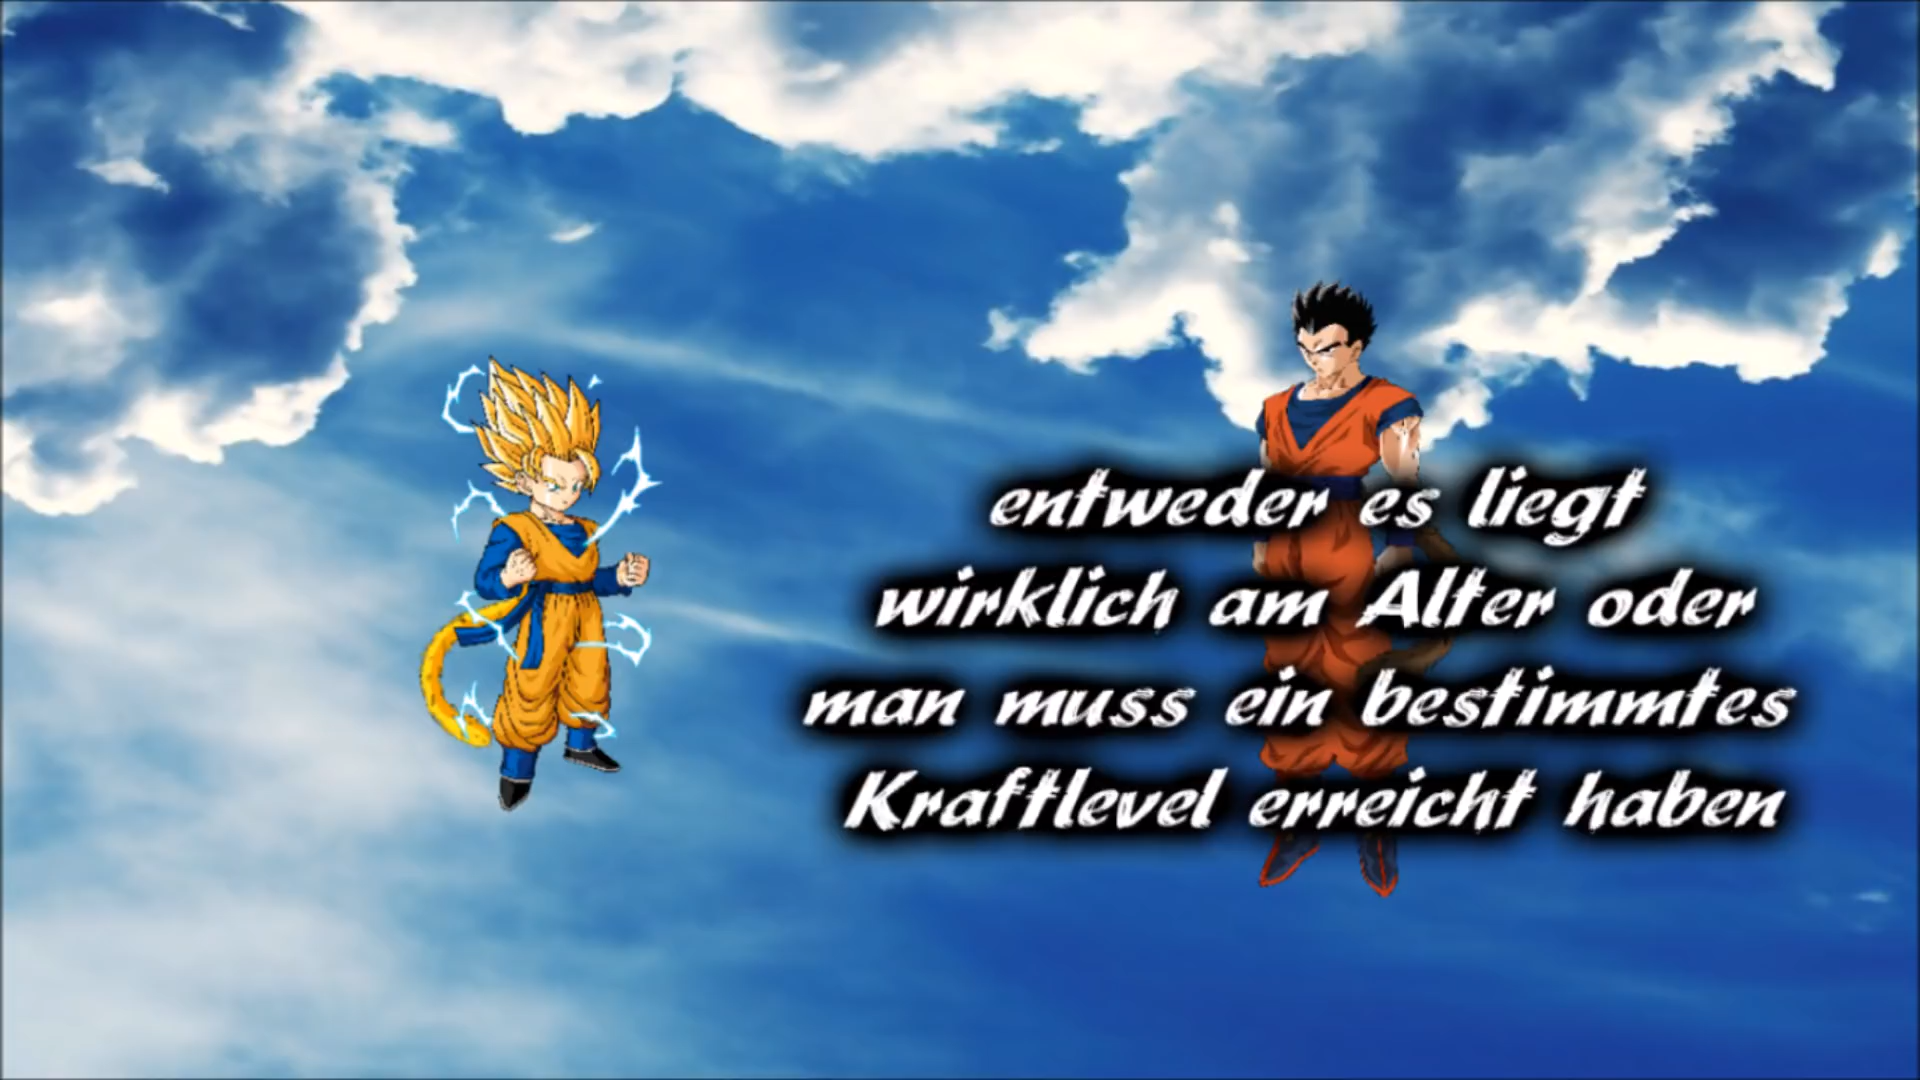 entweder es liegt
wirklich am Alter oder
man muss ein bestimmtes
Kraftlevel erreicht haben